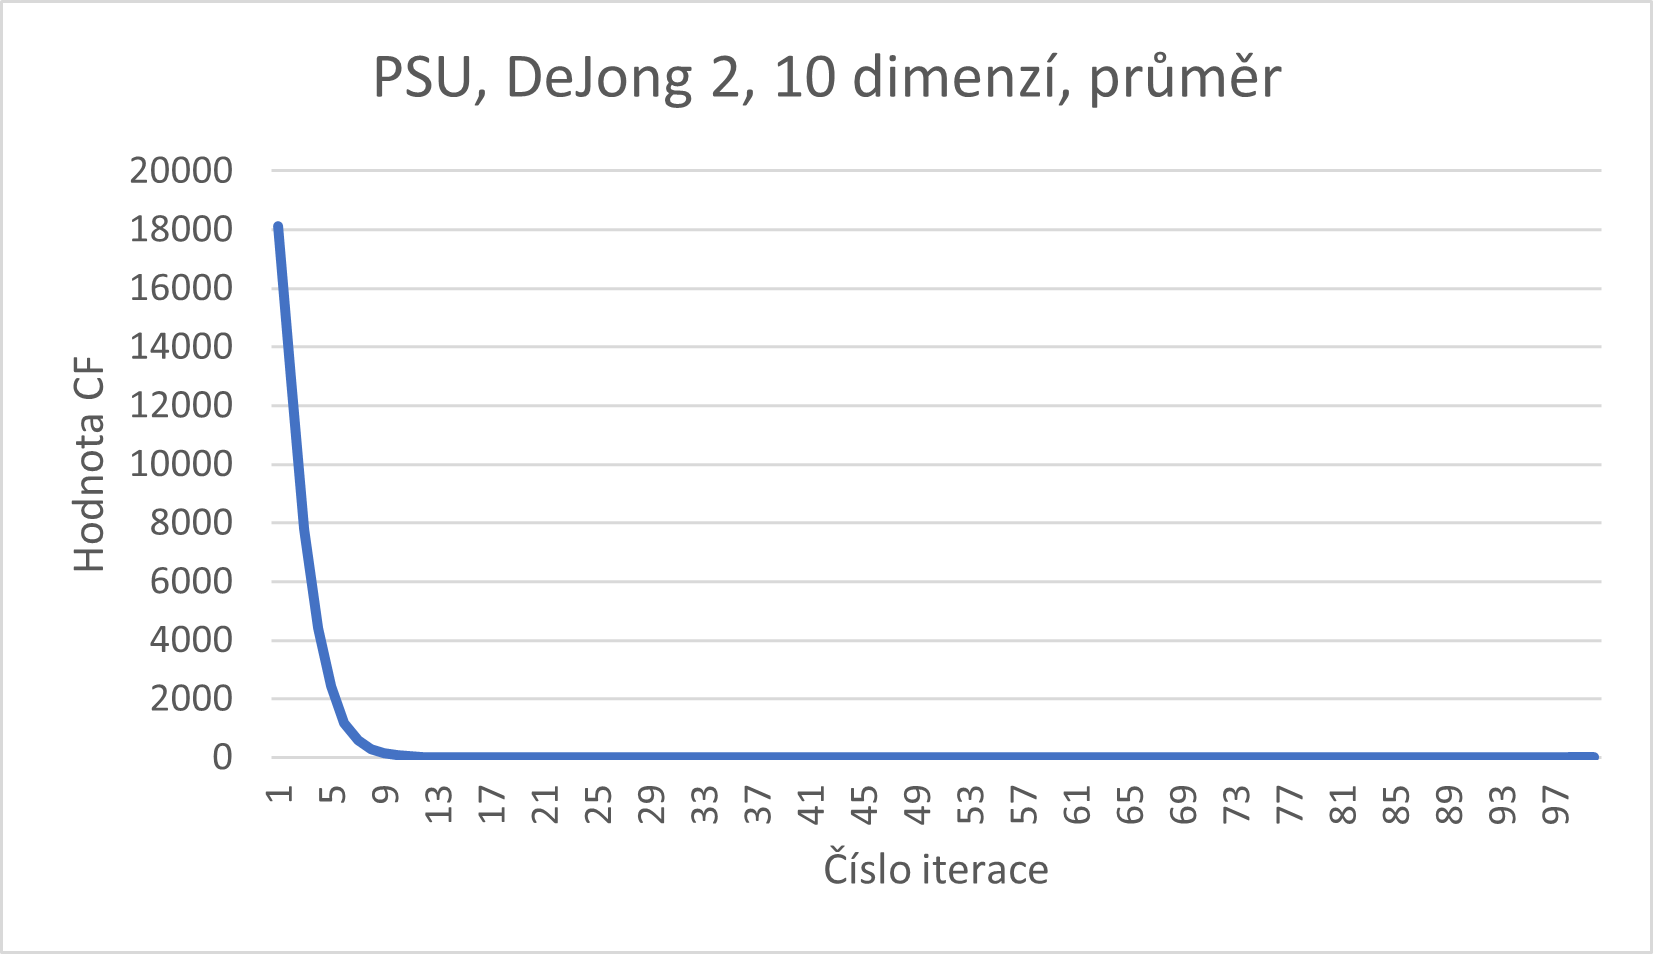 PSU, DeJong 2, 10 dimenzí, průměr
20000
18000
16000
14000
12000
10000
8000
6000
4000
2000
0
Hodnota CF
1 5 9 13 17 21 25 29 33 37 41 45 49 53 57 61 65 69 73 77 81 85 89 93 97
Číslo iterace